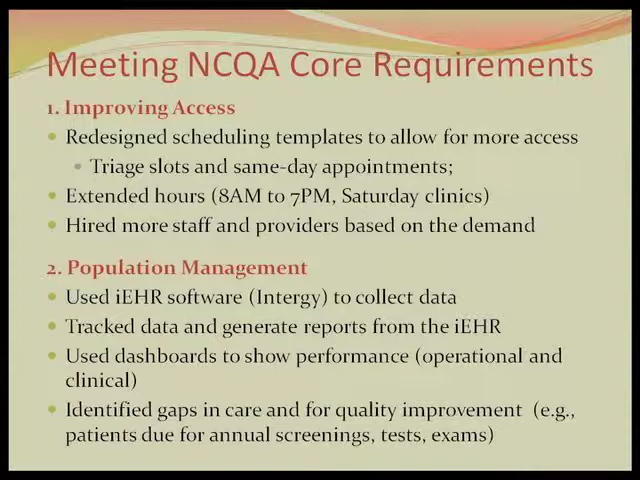 Meeting NCQA Core Requirements
1. Improving Access
Redesigned scheduling templates to allow for more access
Triage slots and same-day appointments;
Extended hours (8AM to 7PM, Saturday clinics)
Hired more staff and providers based on the demand
2. Population Management
Used iEHR software (Intergy) to collect data
Tracked data and generate reports from the iEHR
Used dashboards to show performance (operational and
clinical)
Identified gaps in care and for quality improvement (e.g.,
patients due for annual screenings, tests, exams)